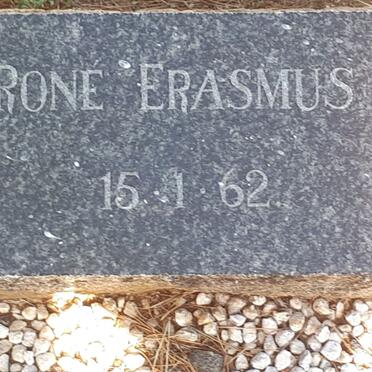 RONÉ ERASMUS
15 · 1 · 62